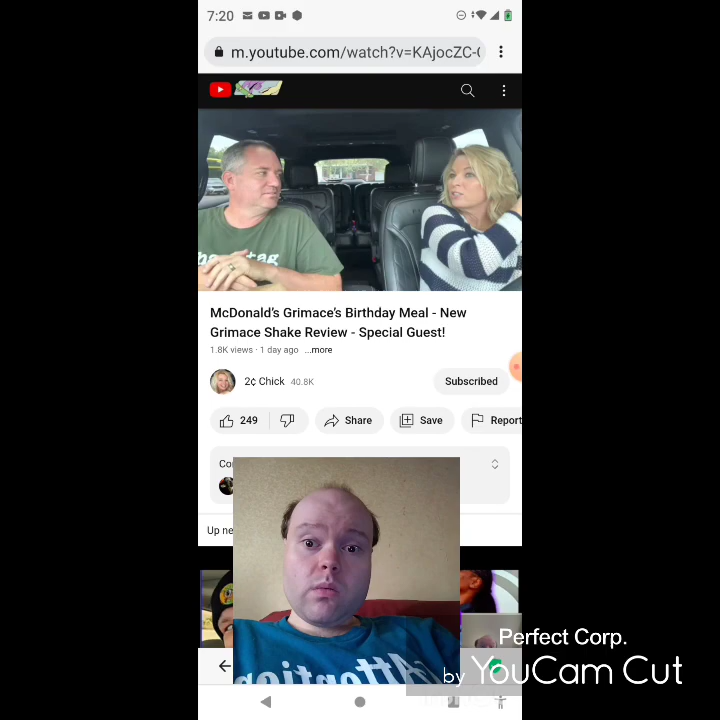 7:20
m.youtube.com/watch?v=KAjocZC-
McDonald's Grimace's Birthday Meal - New
Grimace Shake Review - Special Guest!
1.8K views · 1 day ago ...more
2¢ Chick 40.8K
Subscribed
249
Share
Save
Report
Up ne
Attention
Perfect Corp.
by YouCam Cut